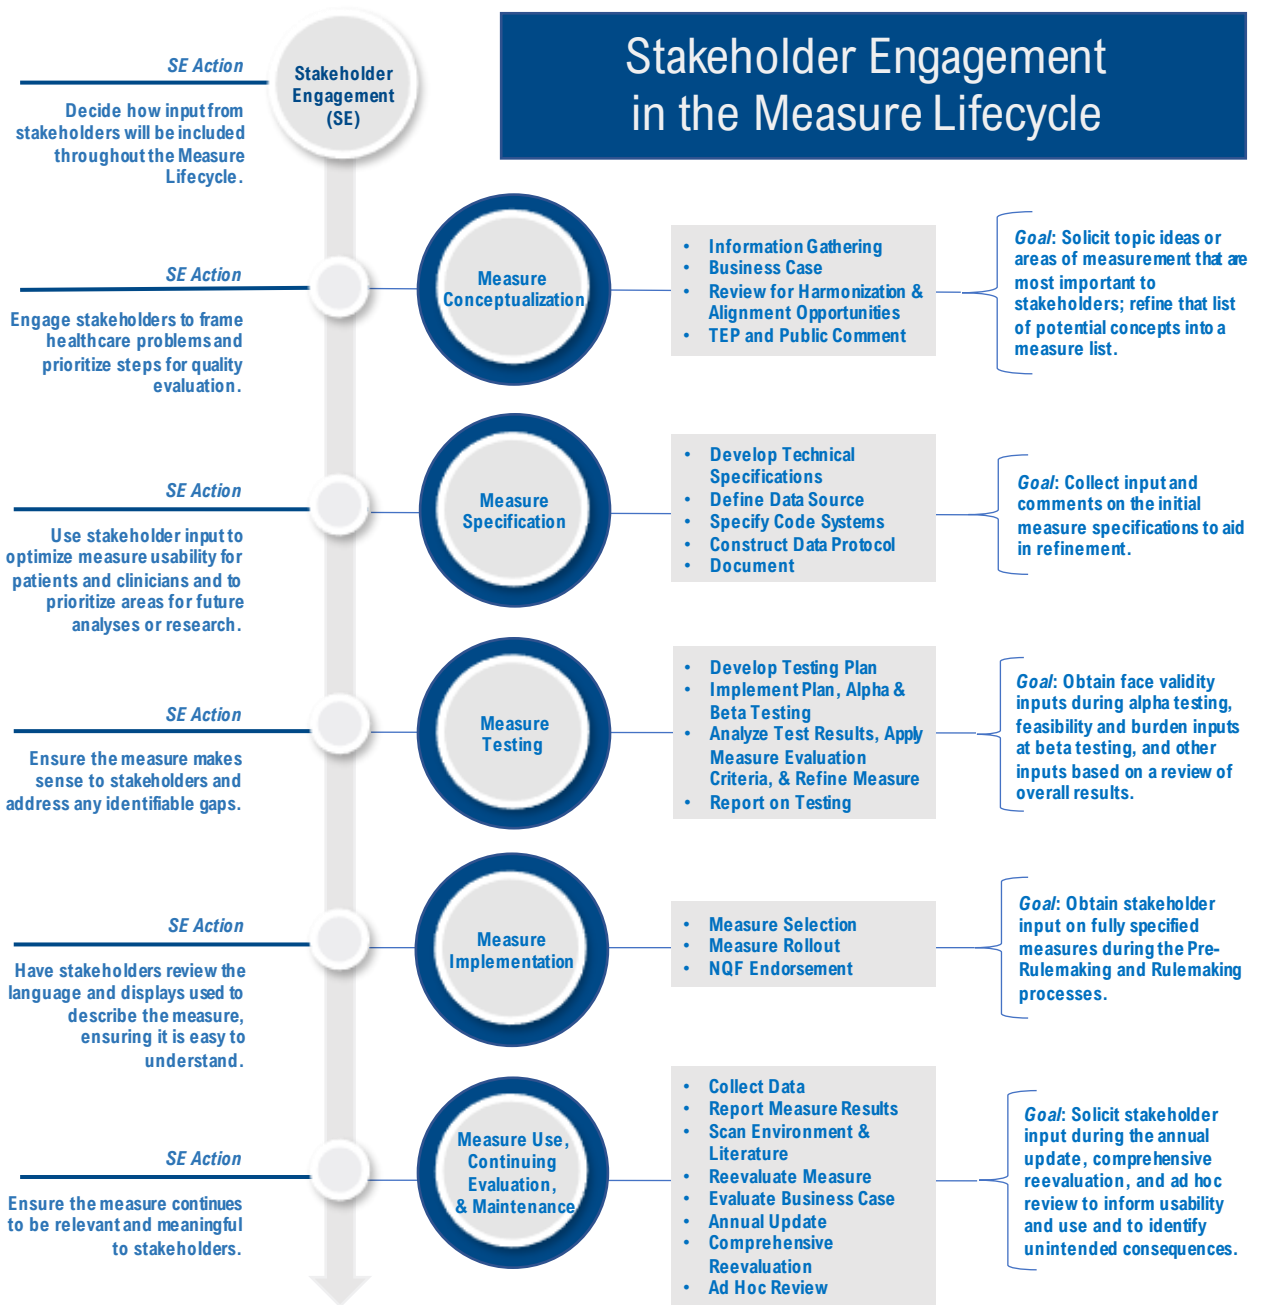 Stakeholder Engagement
in the Measure Lifecycle
Stakeholder
Engagement
(SE)
SE Action
Decide how input from
stakeholders will be included
throughout the Measure
Lifecycle.
SE Action
Engage stakeholders to frame
healthcare problems and
prioritize steps for quality
evaluation.
Measure
Conceptualization
• Information Gathering
• Business Case
• Review for Harmonization &
Alignment Opportunities
• TEP and Public Comment
Goal: Solicit topic ideas or
areas of measurement that are
most important to
stakeholders; refine that list
of potential concepts into a
measure list.
SE Action
Use stakeholder input to
optimize measure usability for
patients and clinicians and to
prioritize areas for future
analyses or research.
Measure
Specification
• Develop Technical
Specifications
• Define Data Source
• Specify Code Systems
• Construct Data Protocol
• Document
Goal: Collect input and
comments on the initial
measure specifications to aid
in refinement.
SE Action
Ensure the measure makes
sense to stakeholders and
address any identifiable gaps.
Measure
Testing
• Develop Testing Plan
• Implement Plan, Alpha &
Beta Testing
• Analyze Test Results, Apply
Measure Evaluation
Criteria, & Refine Measure
• Report on Testing
Goal: Obtain face validity
inputs during alpha testing,
feasibility and burden inputs
at beta testing, and other
inputs based on a review of
overall results.
SE Action
Have stakeholders review the
language and displays used to
describe the measure,
ensuring it is easy to
understand.
Measure
Implementation
• Measure Selection
• Measure Rollout
• NQF Endorsement
Goal: Obtain stakeholder
input on fully specified
measures during the Pre-
Rulemaking and Rulemaking
processes.
SE Action
Ensure the measure continues
to be relevant and meaningful
to stakeholders.
Measure Use,
Continuing
Evaluation,
& Maintenance
• Collect Data
• Report Measure Results
• Scan Environment &
Literature
• Reevaluate Measure
• Evaluate Business Case
• Annual Update
• Comprehensive
Reevaluation
• Ad Hoc Review
Goal: Solicit stakeholder
input during the annual
update, comprehensive
reevaluation, and ad hoc
review to inform usability
and use and to identify
unintended consequences.